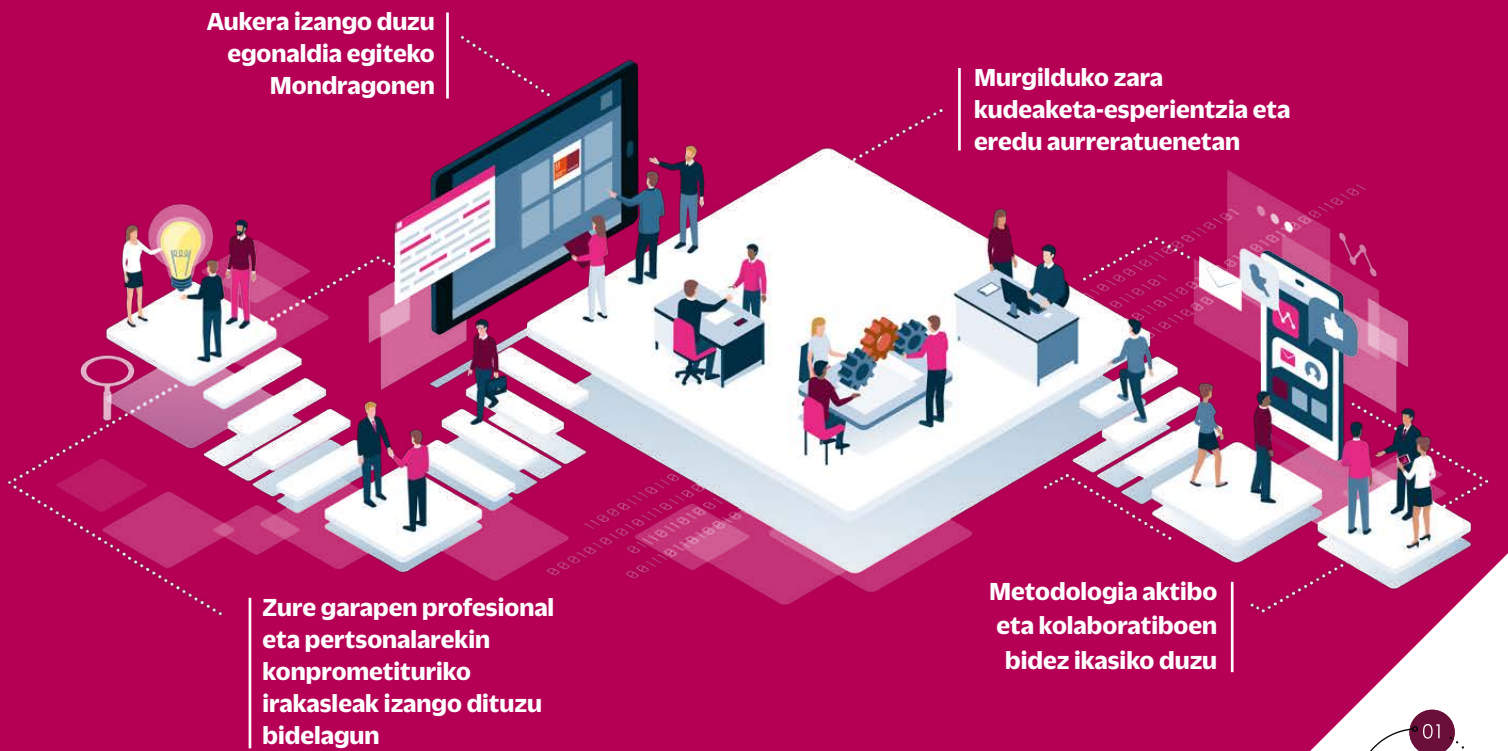 Aukera izango duzu
egonaldia egiteko
Mondragonen
Murgilduko zara
kudeaketa-esperientzia eta
eredu aurreratuenetan
Zure garapen profesional
eta pertsonalarekin
konprometituriko
irakasleak izango dituzu
bidelagun
Metodologia aktibo
eta kolaboratiboen
bidez ikasiko duzu
01